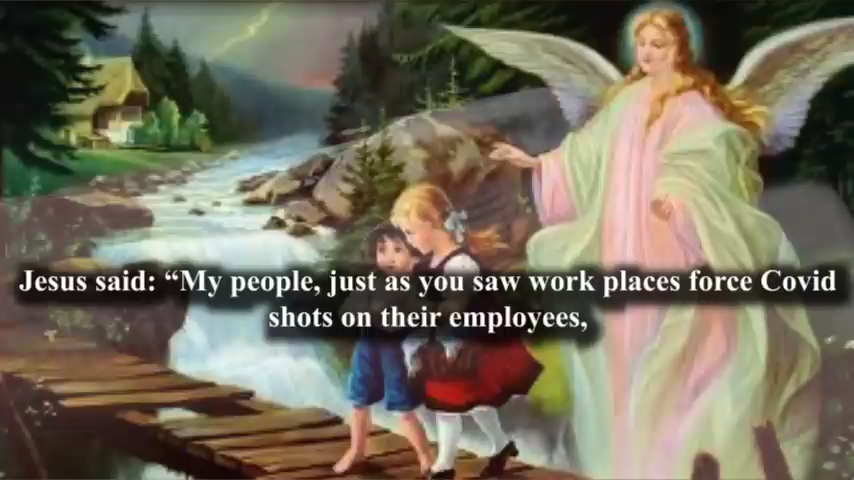 Jesus said: “My people, just as you saw work places force Covid
shots on their employees,